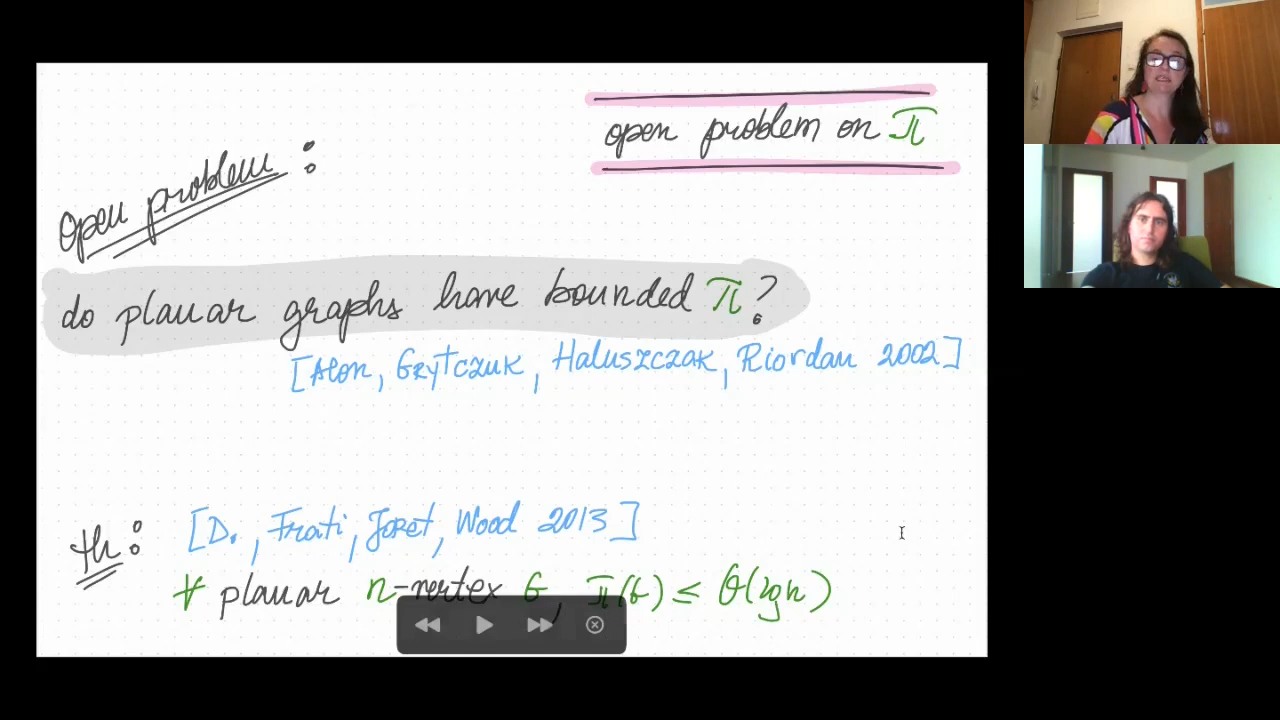 open problem on π
Open problem :
do planar graphs have bounded π?
[Alon, Grytczuk, Hałuszczak, Riordan 2002]
th: [D., Frati, Joret, Wood 2013]
∀ planar n-vertex G, π(G) ≤ O(lg n)